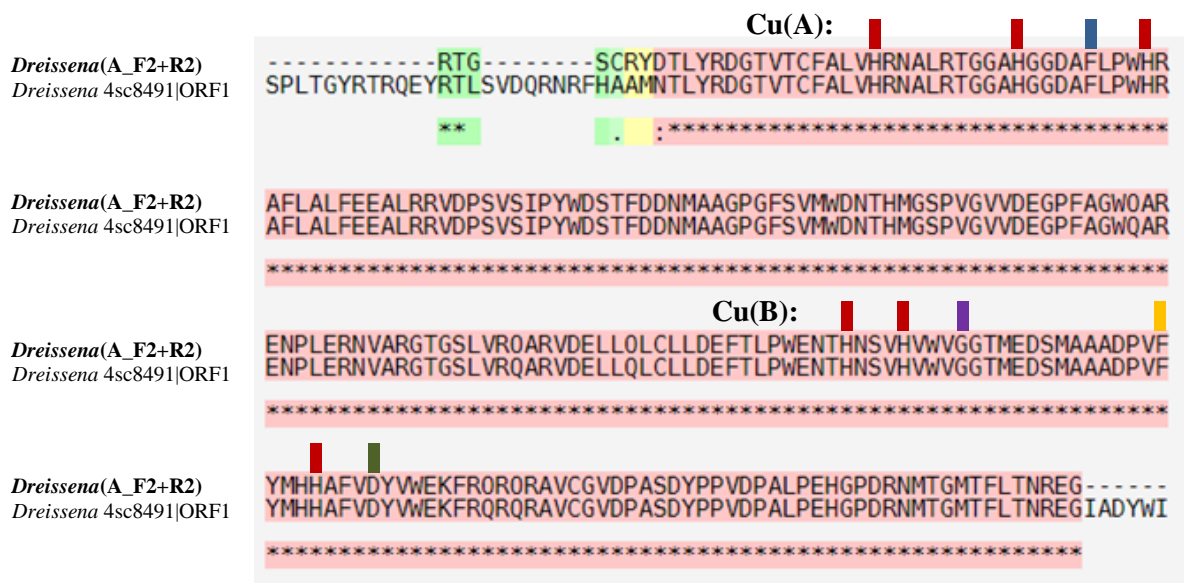 Cu(A):
Dreissena(A_F2+R2) ------------RTG--------SCRYDTLYRDGTVTCFALVHRNALRTGGAHGGDAFLPWHR
Dreissena 4sc8491|ORF1 SPLTGYRTRQEYRTLSVDQRNRFHAAMNTLYRDGTVTCFALVHRNALRTGGAHGGDAFLPWHR
** . :***********************************
Dreissena(A_F2+R2) AFLALFEEALRRVDPSVSIPYWDSTFDDNMAAGPGFSVMWDNTHMGSPVGVVDEGPFAGWOAR
Dreissena 4sc8491|ORF1 AFLALFEEALRRVDPSVSIPYWDSTFDDNMAAGPGFSVMWDNTHMGSPVGVVDEGPFAGWQAR
***************************************************************
Cu(B):
Dreissena(A_F2+R2) ENPLERNVARGTGSLVROARVDELLOLCLLDEFTLPWENTHNSVHVWVGGTMEDSMAAADPVF
Dreissena 4sc8491|ORF1 ENPLERNVARGTGSLVRQARVDELLQLCLLDEFTLPWENTHNSVHVWVGGTMEDSMAAADPVF
***************************************************************
Dreissena(A_F2+R2) YMHHAFVDYVWEKFRORORAVCGVDPASDYPPVDPALPEHGPDRNMTGMTFLTNREG------
Dreissena 4sc8491|ORF1 YMHHAFVDYVWEKFRQRQRAVCGVDPASDYPPVDPALPEHGPDRNMTGMTFLTNREGIADYWI
*********************************************************